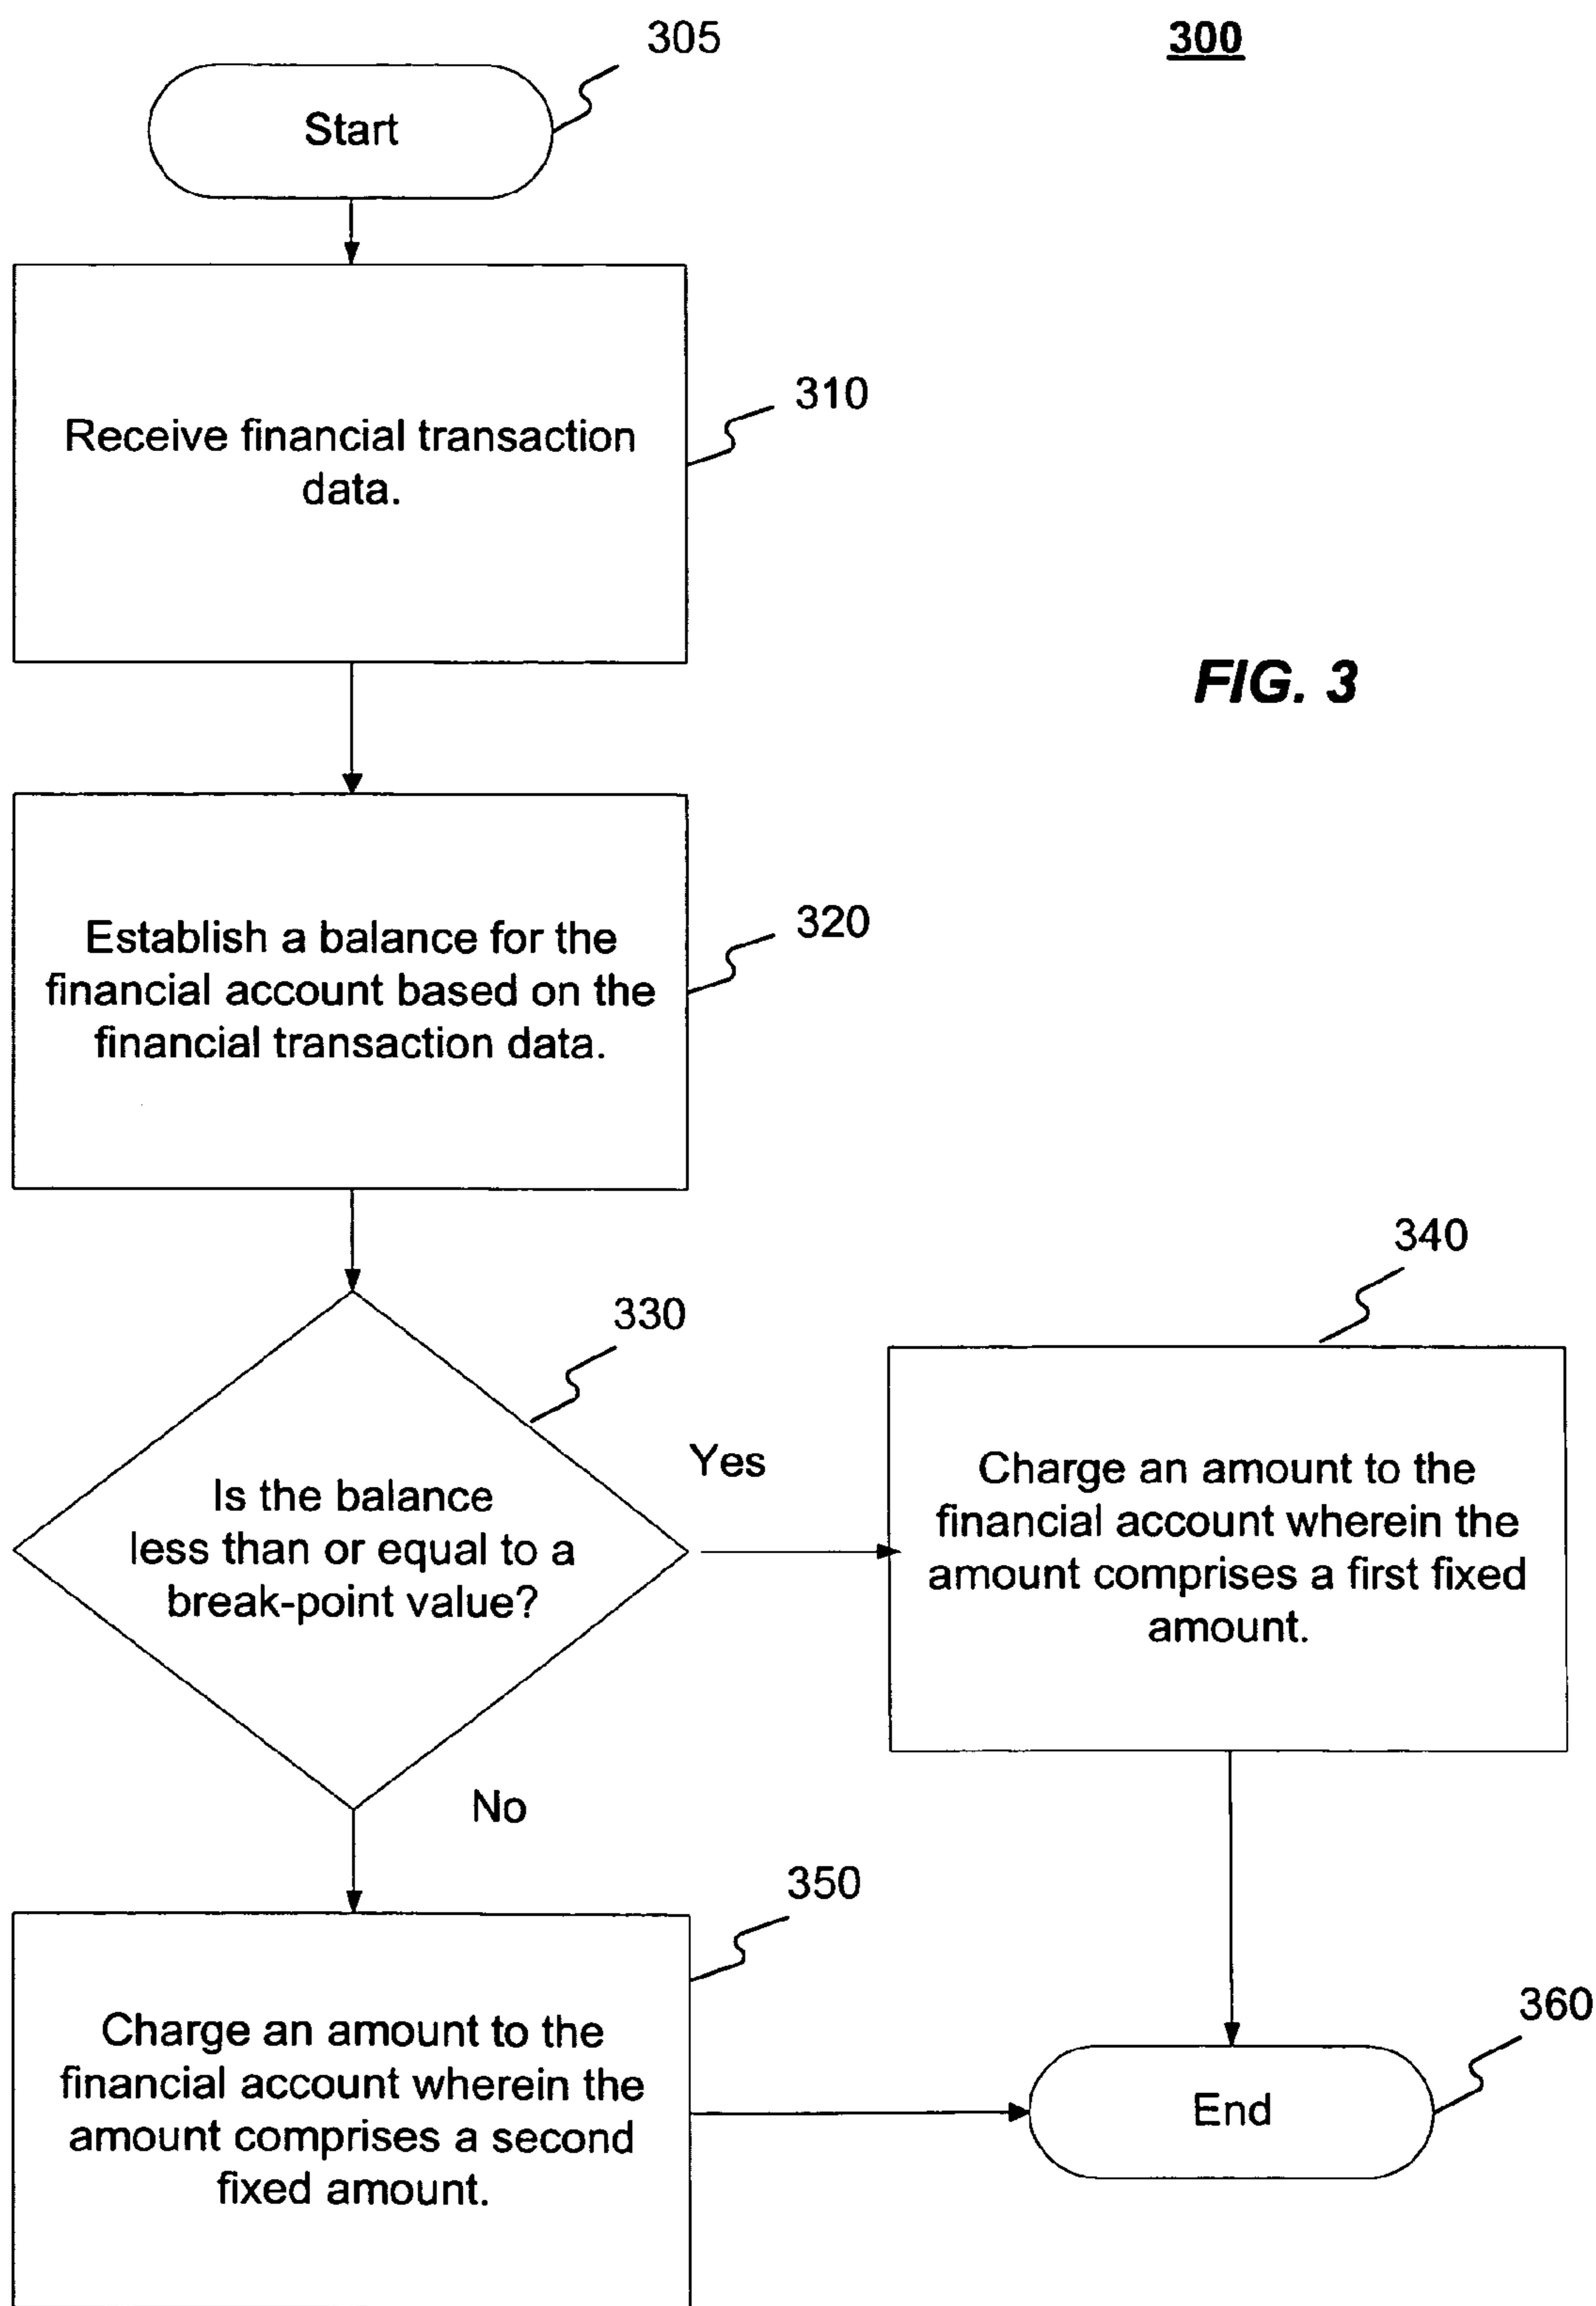 305
300
Start
310
Receive financial transaction
data.
FIG. 3
320
Establish a balance for the
financial account based on the
financial transaction data.
340
330
Yes
Is the balance
less than or equal to a
break-point value?
Charge an amount to the
financial account wherein the
amount comprises a first fixed
amount.
No
350
Charge an amount to the
financial account wherein the
amount comprises a second
fixed amount.
360
End